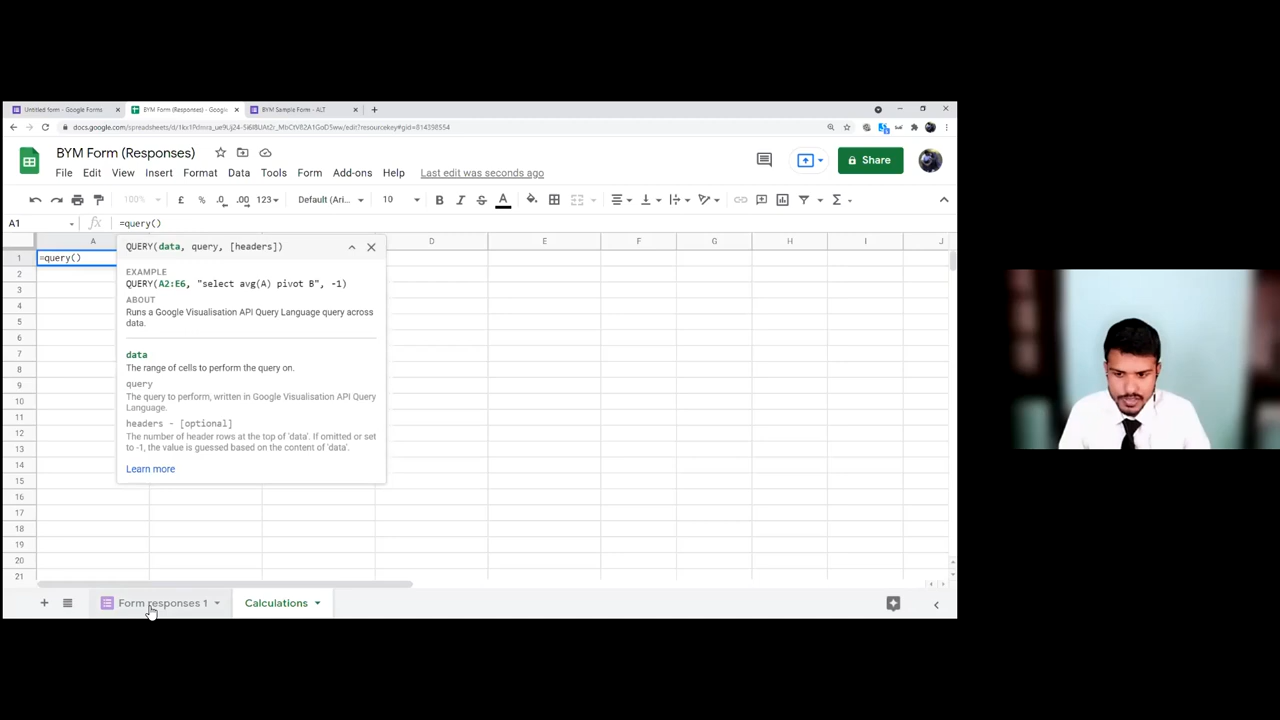 Untitled form - Google Forms
BYM Form (Responses) - Google
BYM Sample Form - ALT
BYM Form (Responses)
File Edit View Insert Format Data Tools Form Add-ons Help Last edit was seconds ago
Share
100% £ % .0 .00 123 Default (Ari... 10
A1 fx =query()
A D E F G H I J
1 =query()
QUERY(data, query, [headers])
EXAMPLE
QUERY(A2:E6, "select avg(A) pivot B", -1)
ABOUT
Runs a Google Visualisation API Query Language query across
data.
data
The range of cells to perform the query on.
query
The query to perform, written in Google Visualisation API Query
Language.
headers - [optional]
The number of header rows at the top of 'data'. If omitted or set
to -1, the value is guessed based on the content of 'data'.
Learn more
2
3
4
5
6
7
8
9
10
11
12
13
14
15
16
17
18
19
20
21
Form responses 1
Calculations